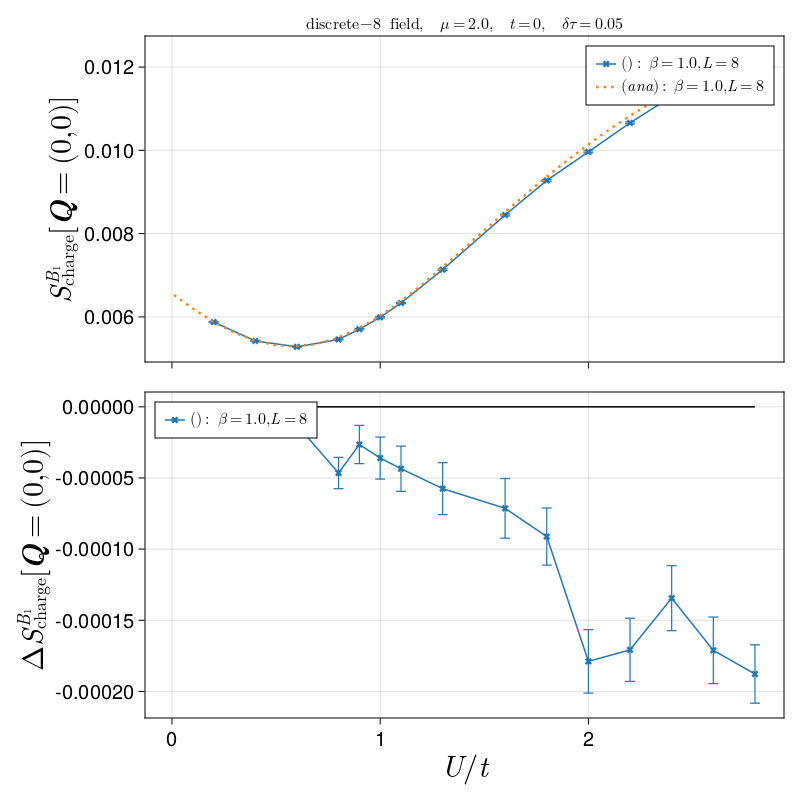 discrete−8 field, μ = 2.0, t = 0, δτ = 0.05
S^{B_1}_{charge}[Q = (0,0)]
0.012
0.010
0.008
0.006
() : β = 1.0, L = 8
(ana) : β = 1.0, L = 8
ΔS^{B_1}_{charge}[Q = (0,0)]
0.00000
-0.00005
-0.00010
-0.00015
-0.00020
() : β = 1.0, L = 8
0 1 2
U/t